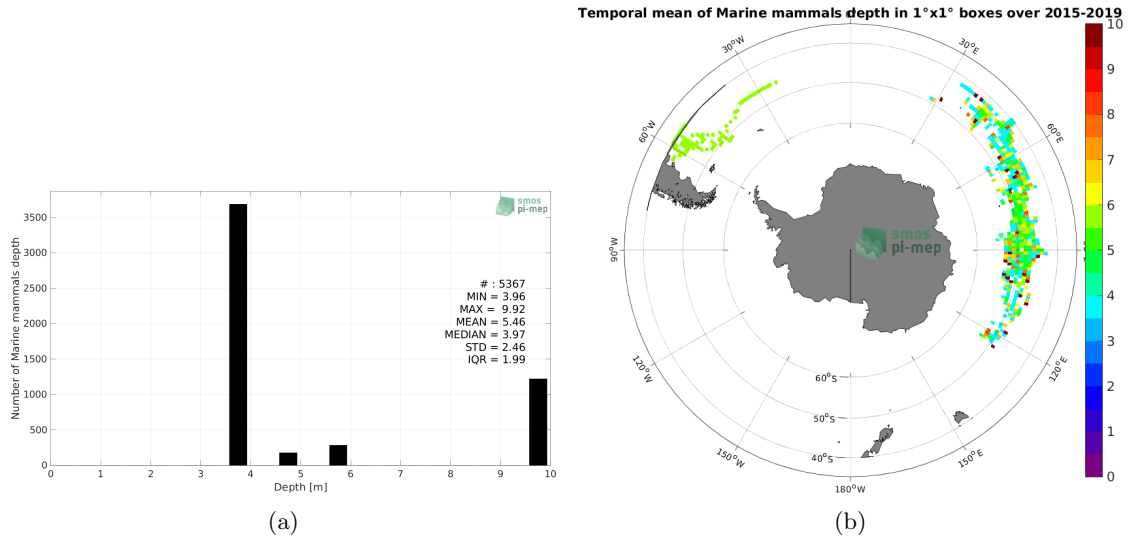 Temporal mean of Marine mammals depth in 1°x1° boxes over 2015-2019
Number of Marine mammals depth
3500
3000
2500
2000
1500
1000
500
0
smos
pi-mep
# : 5367
MIN = 3.96
MAX = 9.92
MEAN = 5.46
MEDIAN = 3.97
STD = 2.46
IQR = 1.99
0 1 2 3 4 5 6 7 8 9 10
Depth [m]
(a)
30°W
30°E
60°W
60°E
90°W
120°W
120°E
150°W
150°E
180°W
60°S
50°S
40°S
smos
pi-mep
10
9
8
7
6
5
4
3
2
1
0
(b)